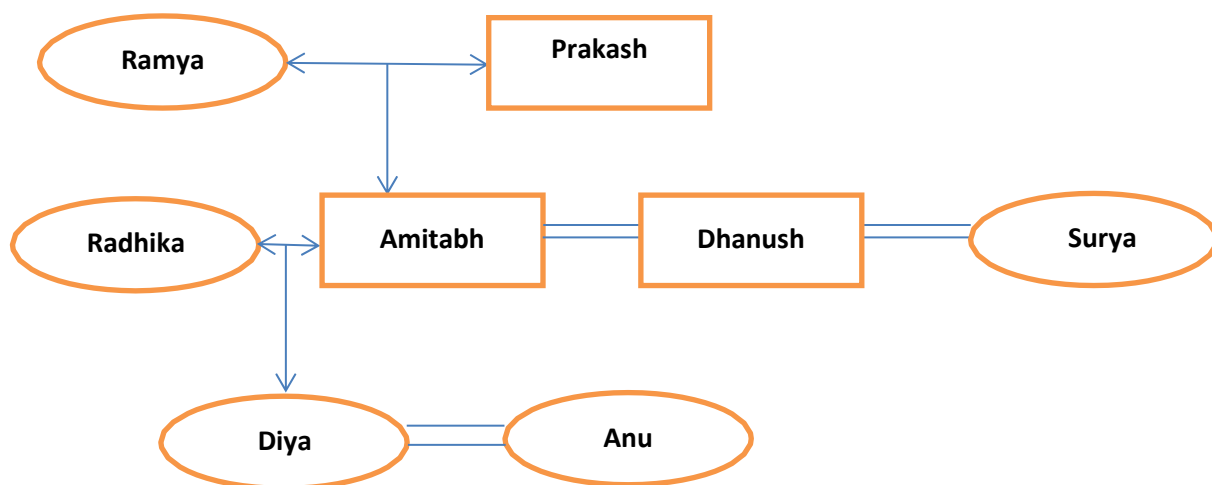 Ramya
Prakash
Radhika
Amitabh
Dhanush
Surya
Diya
Anu